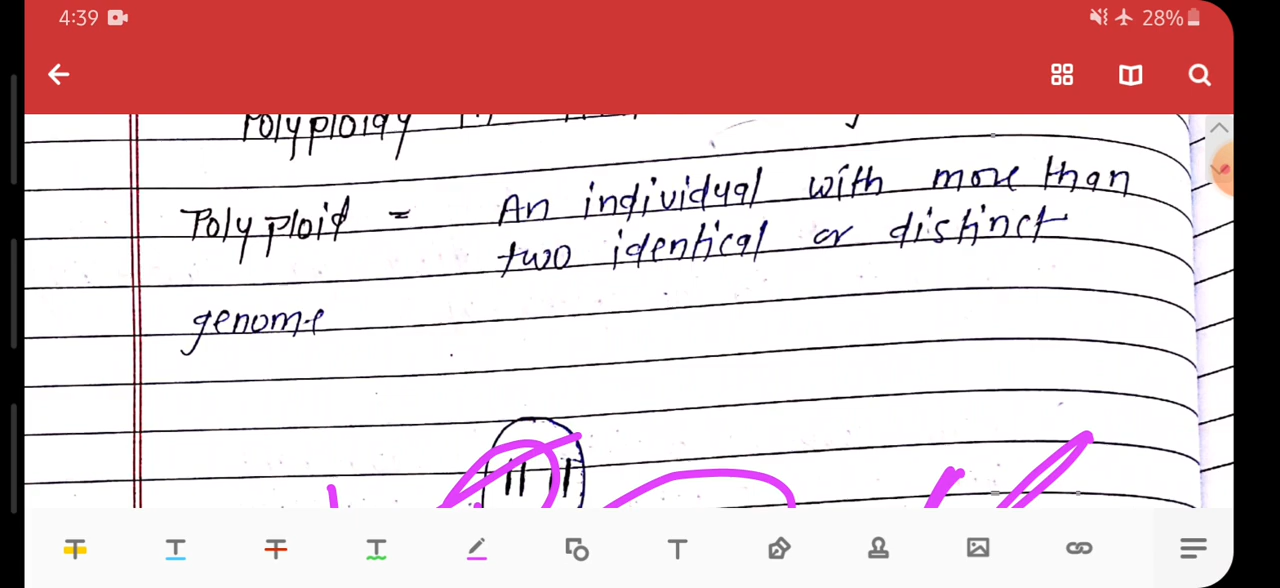 4:39
28%
Polyploidy
Polyploid = An individual with more than
two identical or distinct
genome